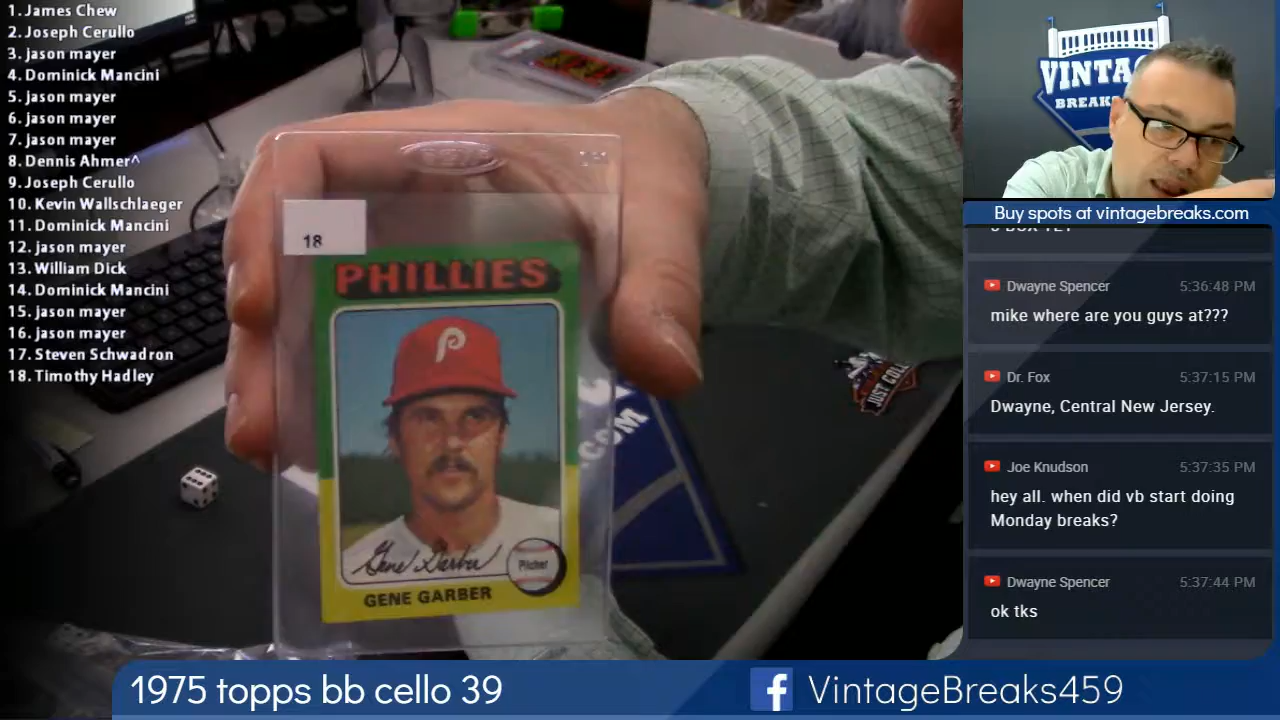 1. James Chew
2. Joseph Cerullo
3. jason mayer
4. Dominick Mancini
5. jason mayer
6. jason mayer
7. jason mayer
8. Dennis Ahmer^
9. Joseph Cerullo
10. Kevin Wallschlaeger
11. Dominick Mancini
12. jason mayer
13. William Dick
14. Dominick Mancini
15. jason mayer
16. jason mayer
17. Steven Schwadron
18. Timothy Hadley
18
PHILLIES
P
Gene Garber
Pitcher
GENE GARBER
.COM
JUST COLL
VINTA
BREAK
Buy spots at vintagebreaks.com
Dwayne Spencer 5:36:48 PM
mike where are you guys at???
Dr. Fox 5:37:15 PM
Dwayne, Central New Jersey.
Joe Knudson 5:37:35 PM
hey all. when did vb start doing
Monday breaks?
Dwayne Spencer 5:37:44 PM
ok tks
1975 topps bb cello 39
f VintageBreaks459